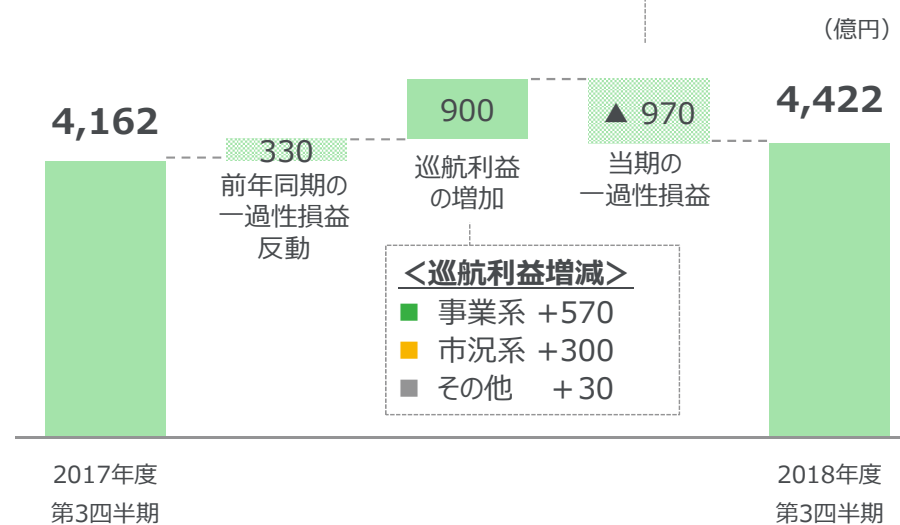 （億円）
4,162
330
前年同期の
一過性損益
反動
900
巡航利益
の増加
▲ 970
当期の
一過性損益
4,422
＜巡航利益増減＞
■ 事業系 +570
■ 市況系 +300
■ その他 +30
2017年度
第3四半期
2018年度
第3四半期